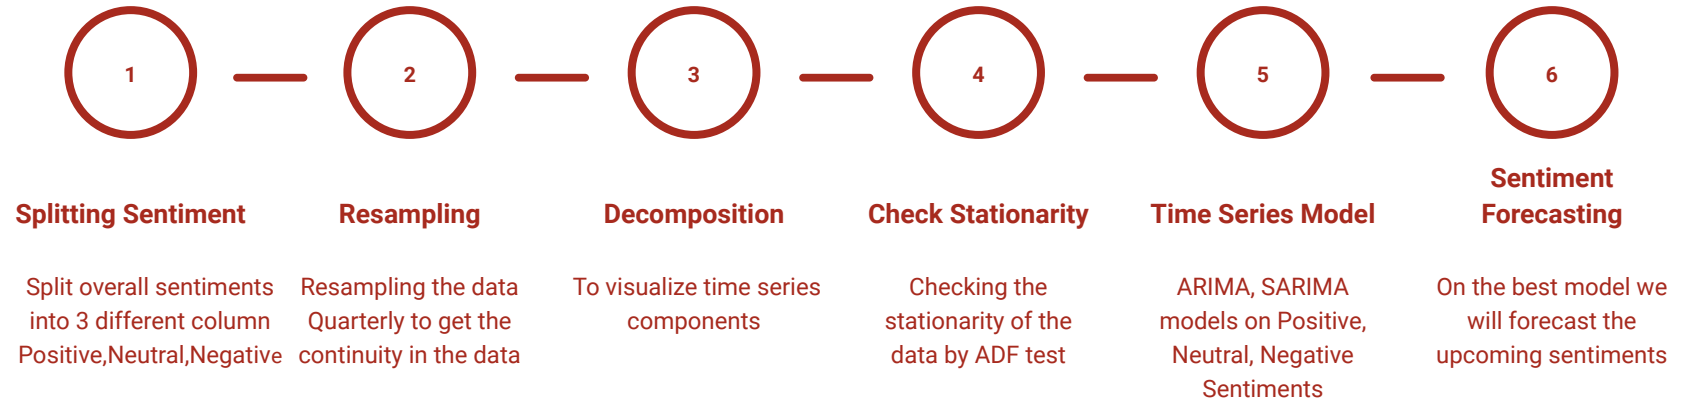 1
2
3
4
5
6
Splitting Sentiment
Split overall sentiments
into 3 different column
Positive,Neutral,Negative
Resampling
Resampling the data
Quarterly to get the
continuity in the data
Decomposition
To visualize time series
components
Check Stationarity
Checking the
stationarity of the
data by ADF test
Time Series Model
ARIMA, SARIMA
models on Positive,
Neutral, Negative
Sentiments
Sentiment
Forecasting
On the best model we
will forecast the
upcoming sentiments